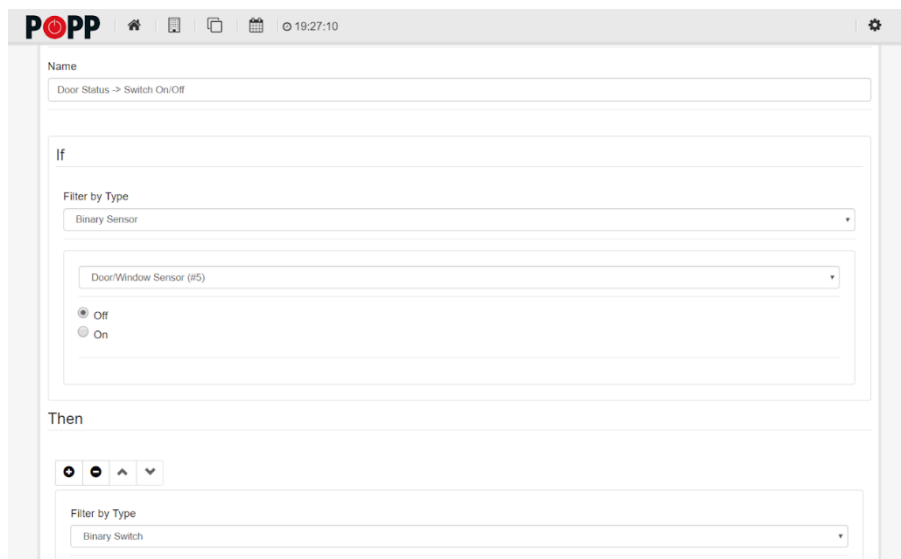 POPP 19:27:10
Name
Door Status -> Switch On/Off
If
Filter by Type
Binary Sensor
Door/Window Sensor (#5)
Off
On
Then
Filter by Type
Binary Switch